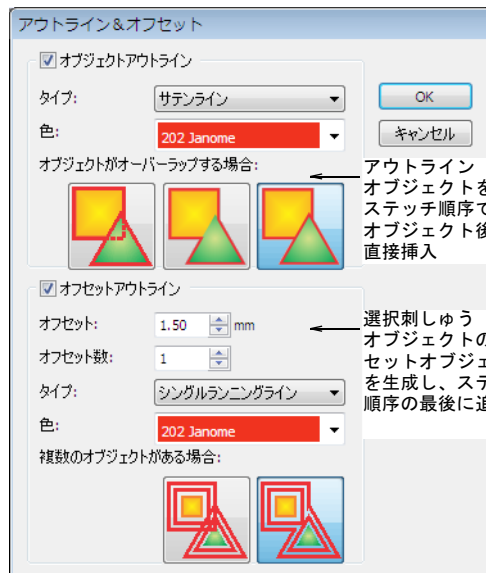 アウトライン&オフセット
オブジェクトアウトライン
タイプ: サテンライン
OK
色: 202 Janome
キャンセル
オブジェクトがオーバーラップする場合:
アウトライン
オブジェクトを
ステッチ順序で
オブジェクト後
直接挿入
オフセットアウトライン
オフセット: 1.50 mm
オフセット数: 1
タイプ: シングルランニングライン
色: 202 Janome
複数のオブジェクトがある場合:
選択刺しゅう
オブジェクトの
セットオブジェ
を生成し、ステ
順序の最後に追